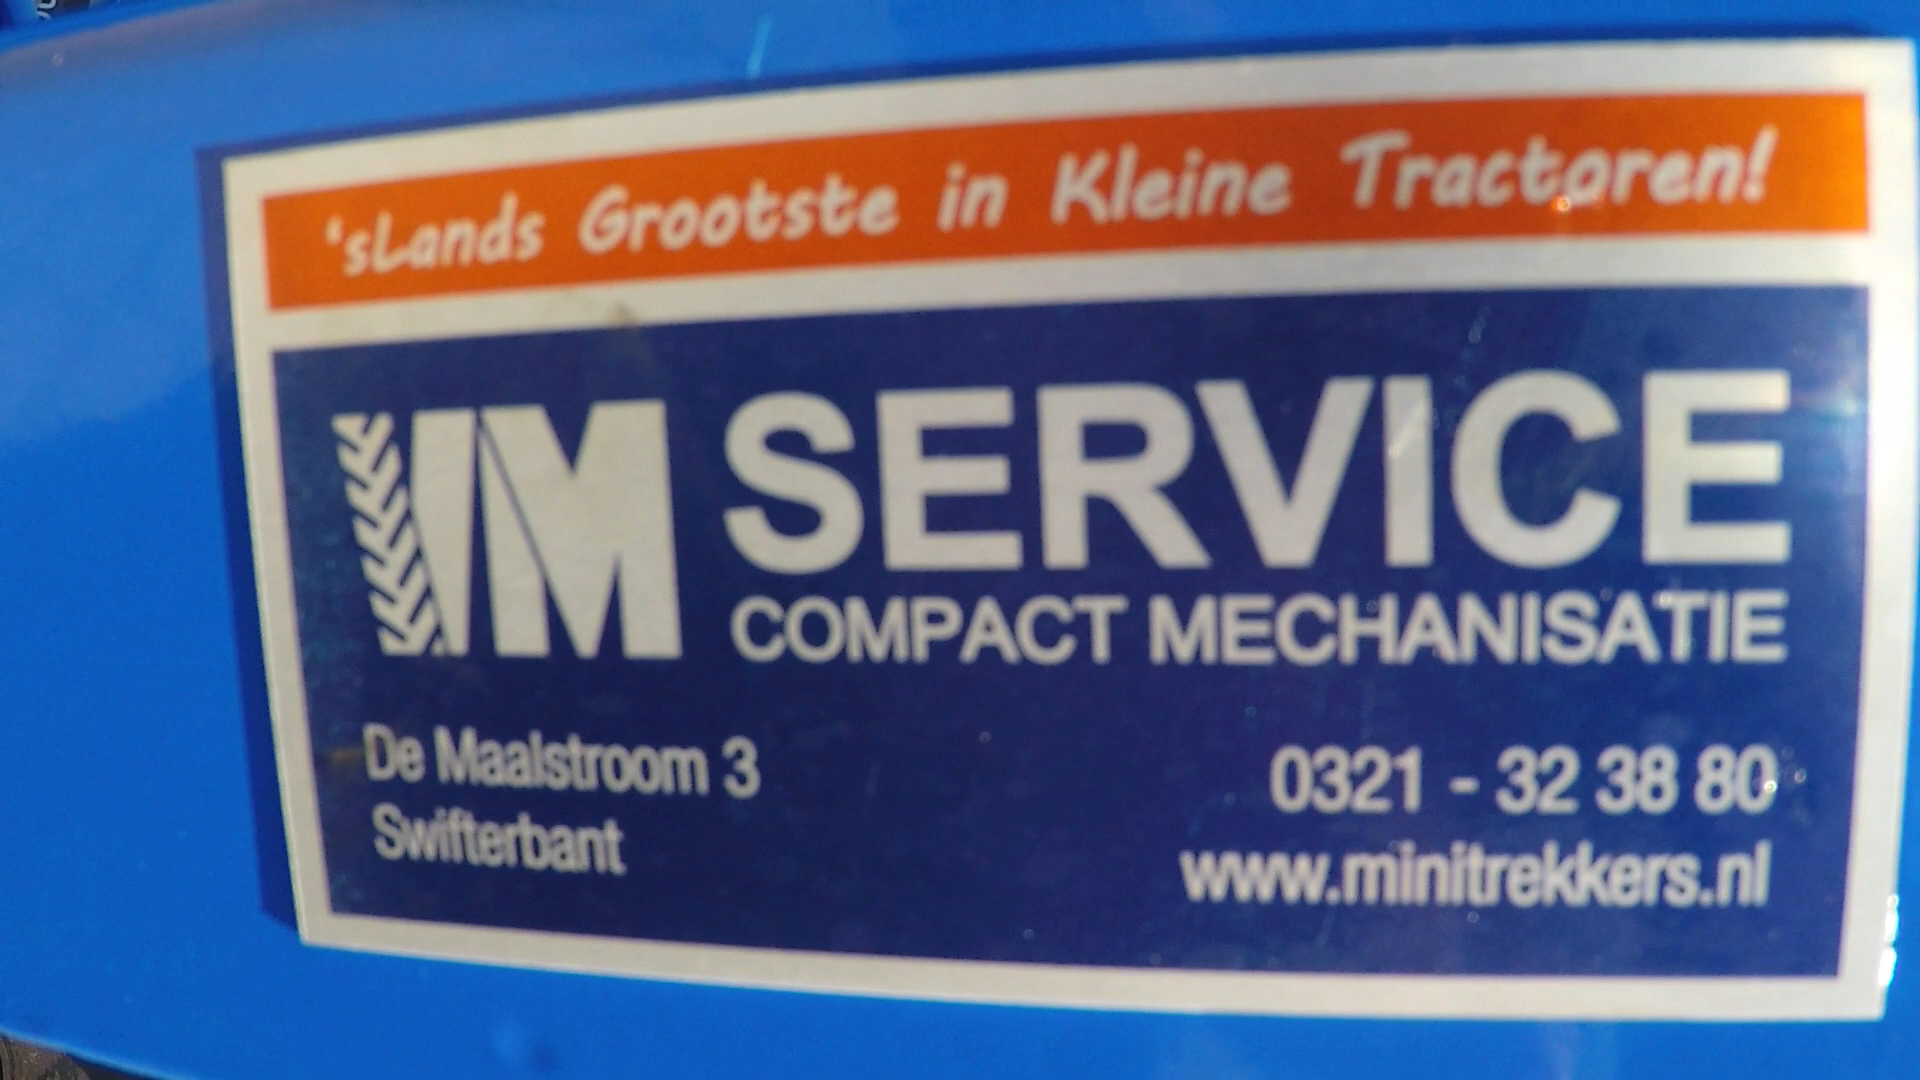 'sLands Grootste in Kleine Tractoren!
IM SERVICE
COMPACT MECHANISATIE
De Maalstroom 3
Swifterbant
0321 - 32 38 80
www.minitrekkers.nl